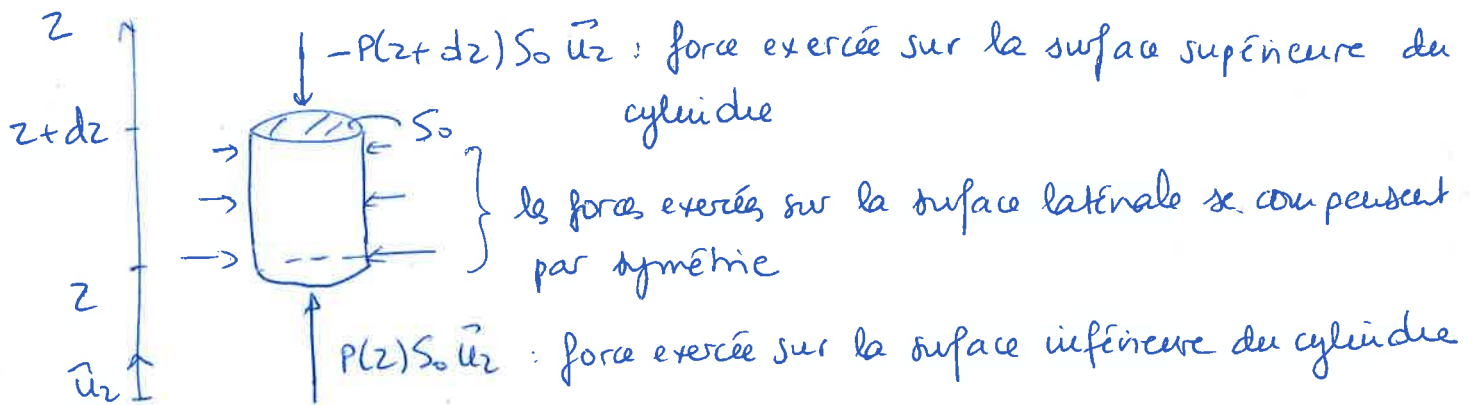 z
-P(z+dz) S₀ u⃗z : force exercée sur la surface supérieure du
cylindre
z+dz
S₀
les forces exercées sur la surface latérale se compensent
par symétrie
z
P(z) S₀ u⃗z : force exercée sur la surface inférieure du cylindre
u⃗z